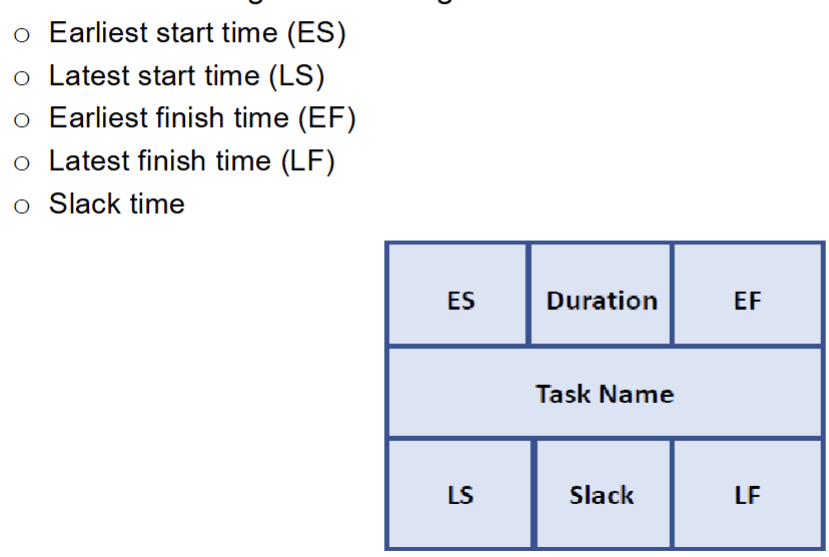 o Earliest start time (ES)
o Latest start time (LS)
o Earliest finish time (EF)
o Latest finish time (LF)
o Slack time
ES Duration EF
Task Name
LS Slack LF